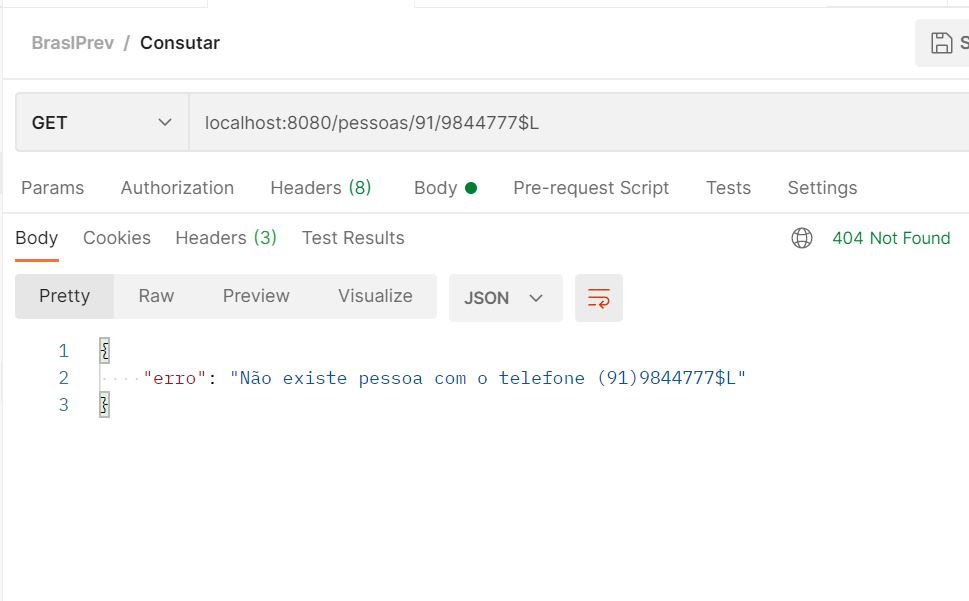 BraslPrev / Consutar
S
GET localhost:8080/pessoas/91/9844777$L
Params Authorization Headers (8) Body Pre-request Script Tests Settings
Body Cookies Headers (3) Test Results 404 Not Found
Pretty Raw Preview Visualize JSON
1 {
2 "erro": "Não existe pessoa com o telefone (91)9844777$L"
3 }